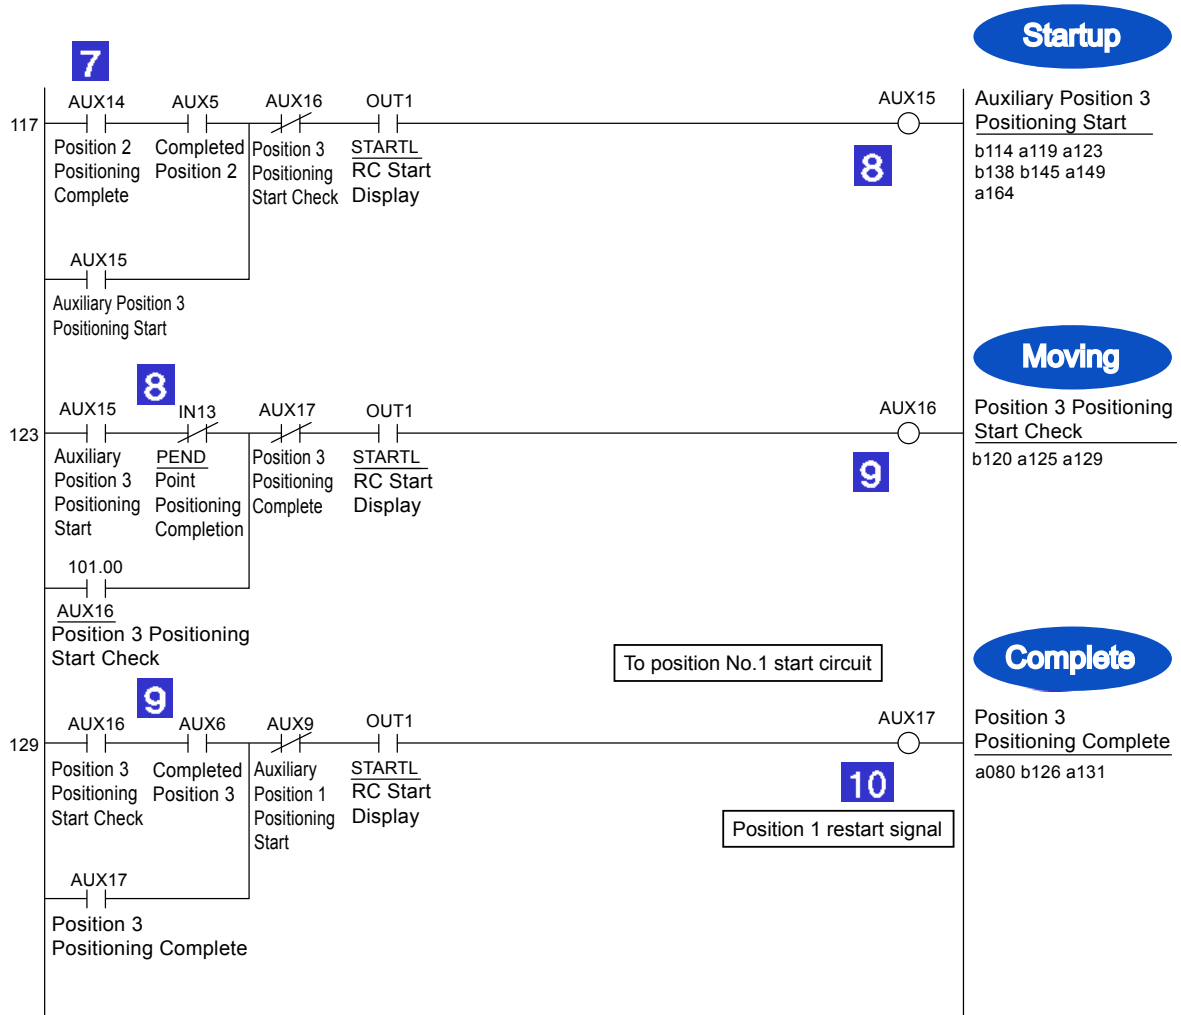 Startup
7
AUX14 AUX5 AUX16 OUT1 AUX15
117
Position 2 Positioning Complete
Completed Position 2
Position 3 Positioning Start Check
STARTL
RC Start Display
8
Auxiliary Position 3
Positioning Start
b114 a119 a123
b138 b145 a149
a164
AUX15
Auxiliary Position 3
Positioning Start
Moving
8
AUX15 IN13 AUX17 OUT1 AUX16
123
Auxiliary Position 3 Positioning Start
PEND
Point Positioning Completion
Position 3 Positioning Complete
STARTL
RC Start Display
9
Position 3 Positioning
Start Check
b120 a125 a129
101.00
AUX16
Position 3 Positioning
Start Check
To position No.1 start circuit
Complete
9
AUX16 AUX6 AUX9 OUT1 AUX17
129
Position 3 Positioning Start Check
Completed Position 3
Auxiliary Position 1 Positioning Start
STARTL
RC Start Display
10
Position 1 restart signal
Position 3
Positioning Complete
a080 b126 a131
AUX17
Position 3
Positioning Complete